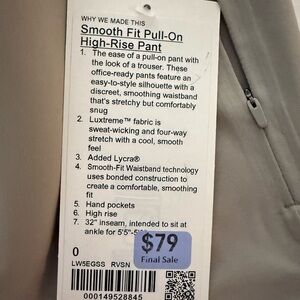 WHY WE MADE THIS
Smooth Fit Pull-On
High-Rise Pant
1. The ease of a pull-on pant with
the look of a trouser. These
office-ready pants feature an
easy-to-style silhouette with a
discreet, smoothing waistband
that's stretchy but comfortably
snug
2. Luxtreme™ fabric is
sweat-wicking and four-way
stretch with a cool, smooth
feel
3. Added Lycra®
4. Smooth-Fit Waistband technology
uses bonded construction to
create a comfortable, smoothing
fit
5. Hand pockets
6. High rise
7. 32" inseam, intended to sit at
ankle for 5'5"-5'
0
$79
Final Sale
LW5EGSS RVSN
000149528845